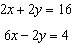 2x + 2y = 16
6x − 2y = 4